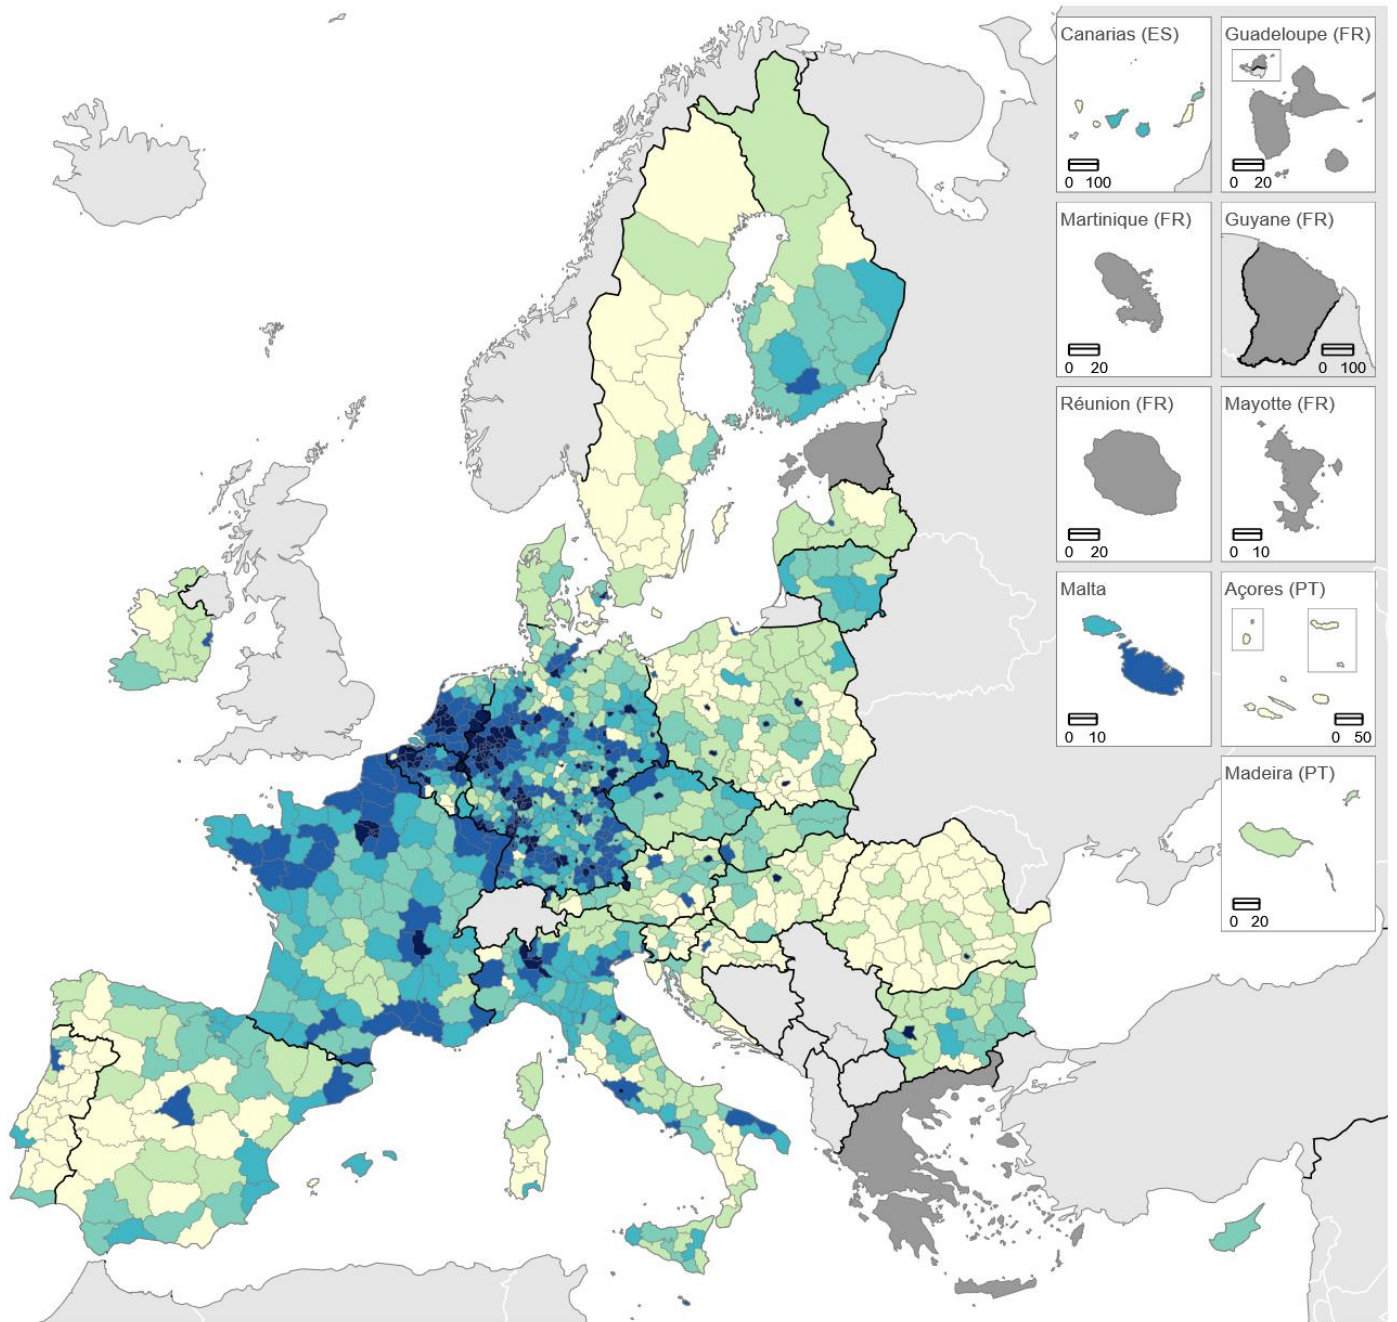 Canarias (ES)
0 100
Guadeloupe (FR)
0 20
Martinique (FR)
0 20
Guyane (FR)
0 100
Réunion (FR)
0 20
Mayotte (FR)
0 10
Malta
0 10
Açores (PT)
0 50
Madeira (PT)
0 20